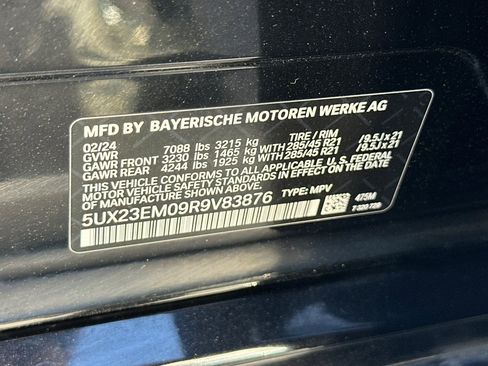 MFD BY BAYERISCHE MOTOREN WERKE AG
02/24 TIRE / RIM
GVWR 7088 lbs 3215 kg
GAWR FRONT 3230 lbs 1465 kg 285/45 R21 /9.5J x 21
GAWR REAR 4244 lbs 1925 kg 285/45 R21 /9.5J x 21
THIS VEHICLE CONFORMS TO ALL APPLICABLE U.S. FEDERAL
MOTOR VEHICLE SAFETY STANDARDS IN EFFECT ON THE DATE
OF MANUFACTURE SHOWN ABOVE.
5UX23EM09R9V83876 TYPE: MPV
475M
7 520 728